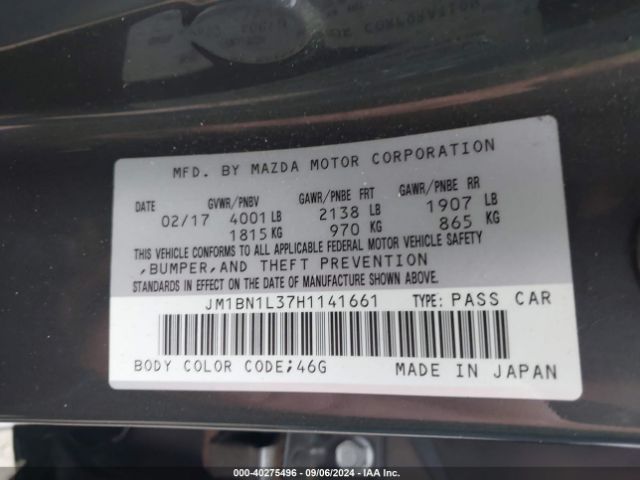 MFD. BY MAZDA MOTOR CORPORATION
DATE GVWR/PNBV GAWR/PNBE FRT GAWR/PNBE RR
02/17 4001 LB 2138 LB 1907 LB
1815 KG 970 KG 865 KG
THIS VEHICLE CONFORMS TO ALL APPLICABLE FEDERAL MOTOR VEHICLE SAFETY
,BUMPER,AND THEFT PREVENTION
STANDARDS IN EFFECT ON THE DATE OF MANUFACTURE SHOWN ABOVE.
JM1BN1L37H1141661 TYPE: PASS CAR
BODY COLOR CODE;46G MADE IN JAPAN
000-40275496 - 09/06/2024 - IAA Inc.